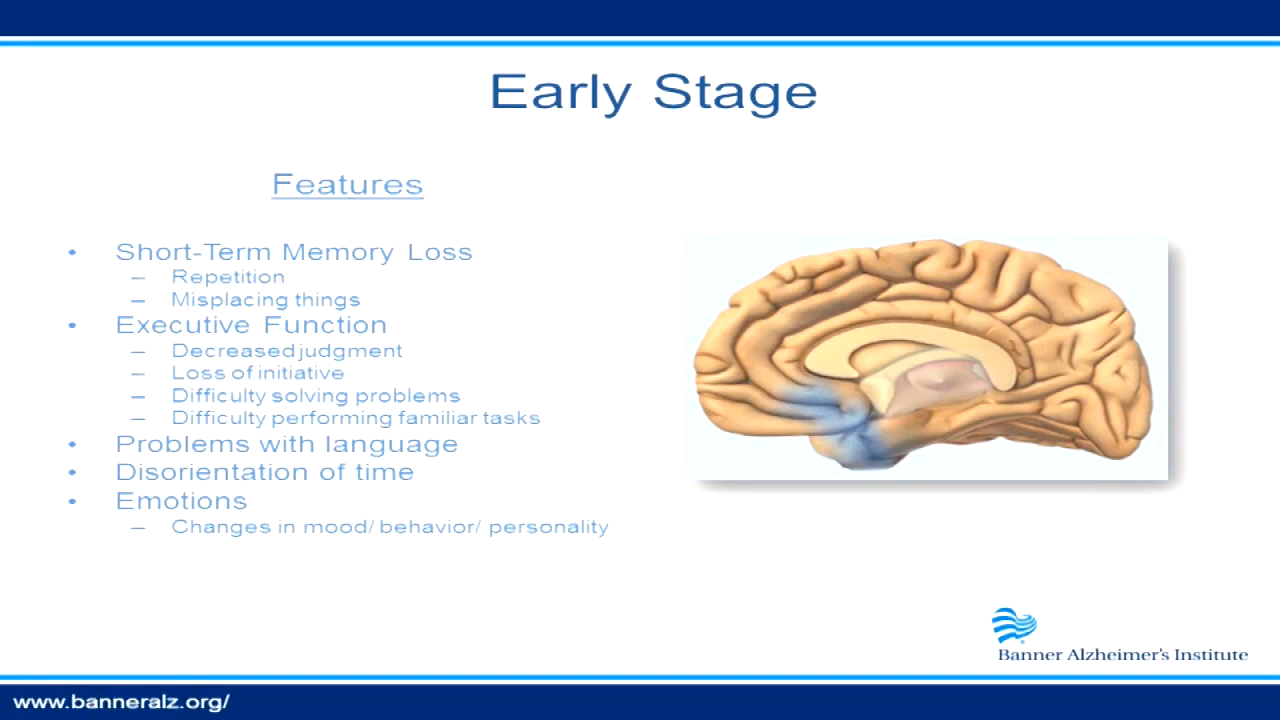 Early Stage
Features
• Short-Term Memory Loss
– Repetition
– Misplacing things
• Executive Function
– Decreased judgment
– Loss of initiative
– Difficulty solving problems
– Difficulty performing familiar tasks
• Problems with language
• Disorientation of time
• Emotions
– Changes in mood/ behavior/ personality
Banner Alzheimer's Institute
www.banneralz.org/